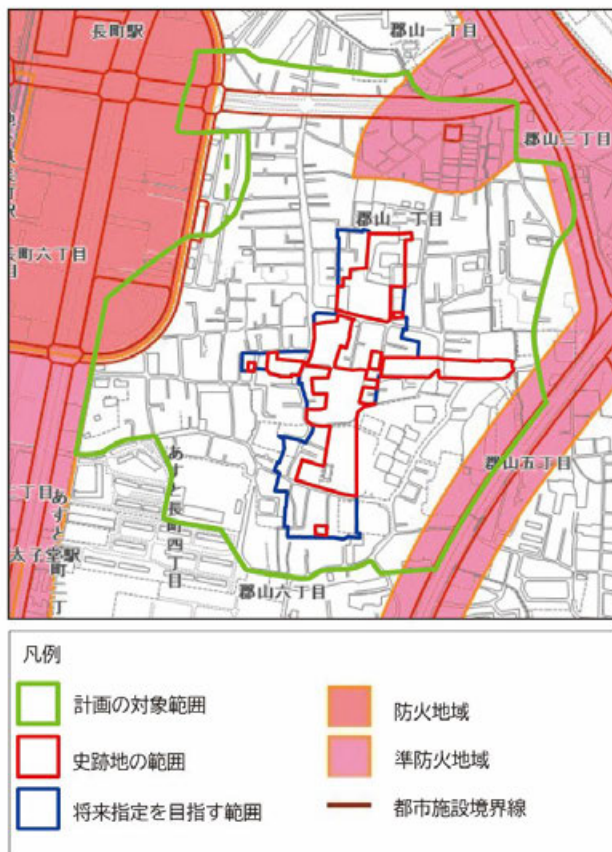 長町駅
郡山一丁目
郡山三丁目
郡山二丁目
長町六丁目
郡山五丁目
あすと長町四丁目
太子堂駅
郡山六丁目
凡例
計画の対象範囲
史跡地の範囲
将来指定を目指す範囲
防火地域
準防火地域
都市施設境界線